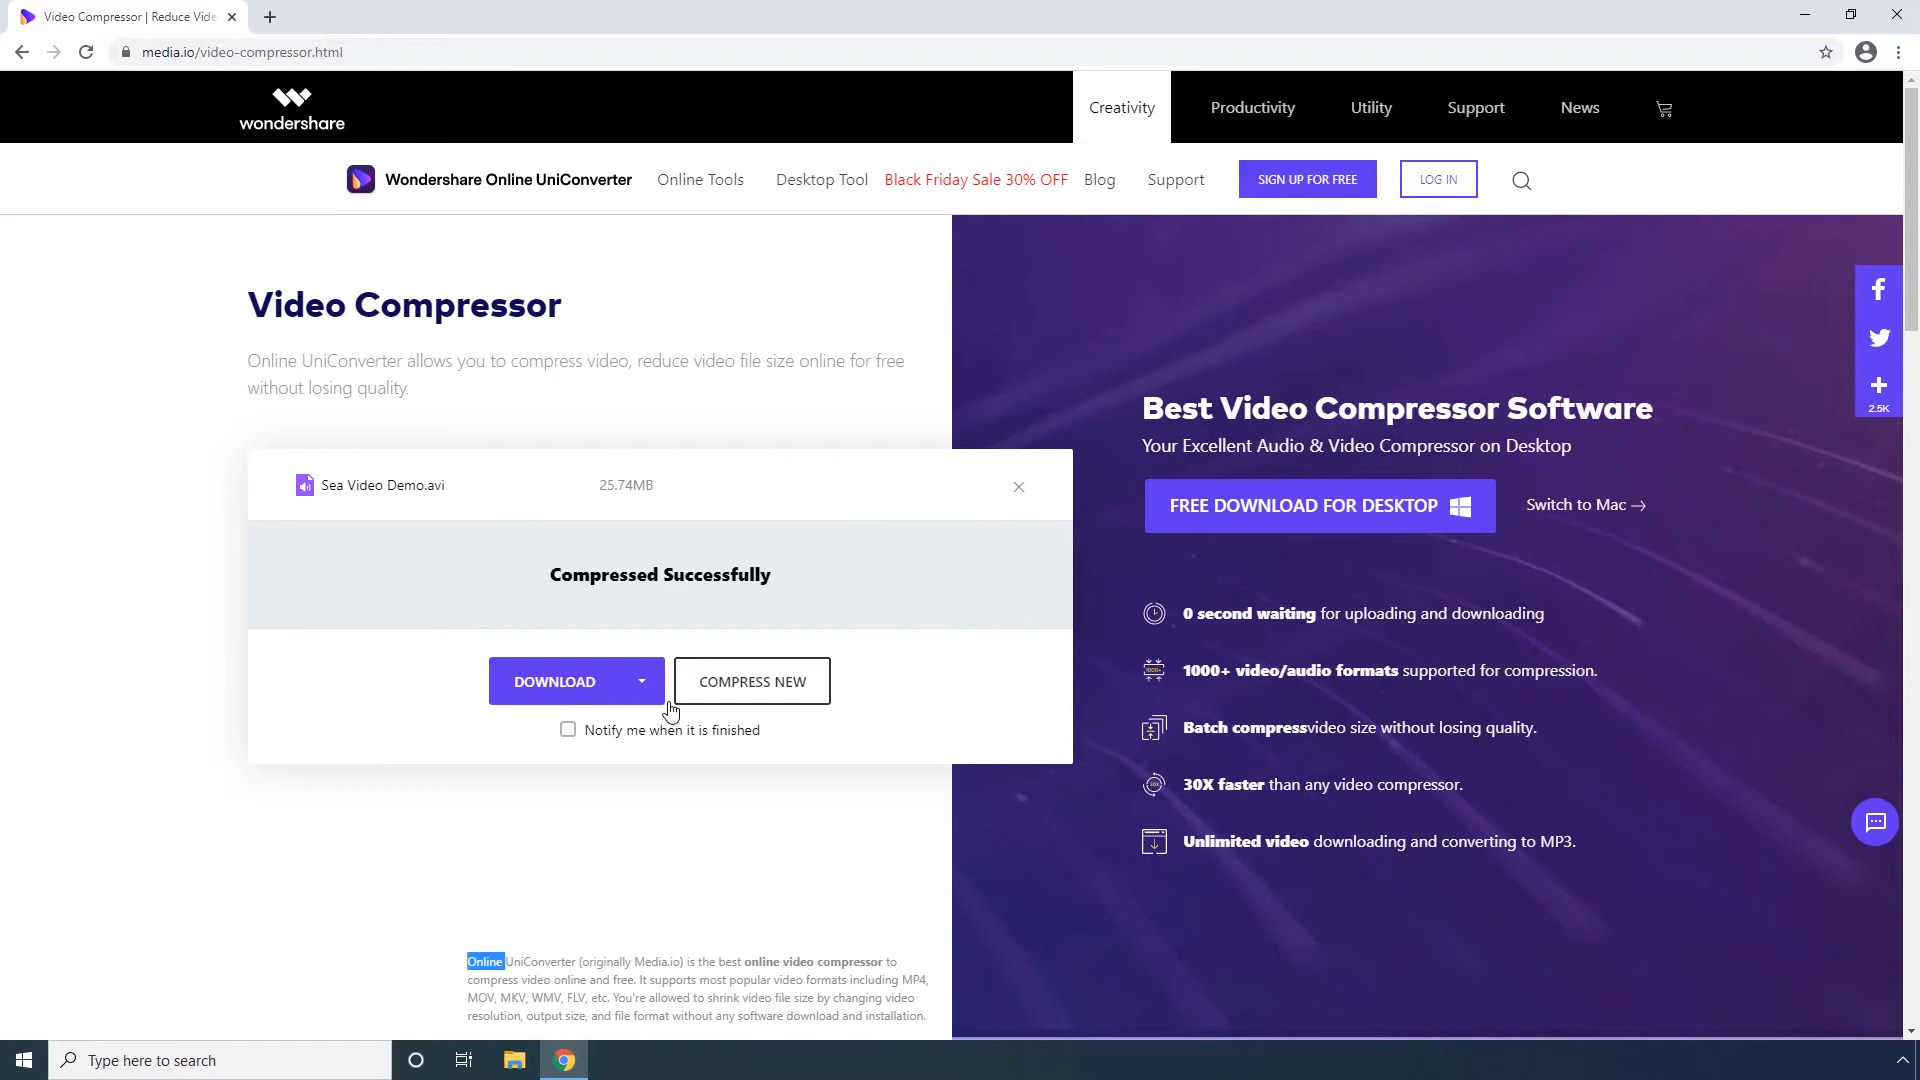 Video Compressor | Reduce Vide
media.io/video-compressor.html
wondershare
Creativity
Productivity
Utility
Support
News
Wondershare Online UniConverter
Online Tools
Desktop Tool
Black Friday Sale 30% OFF
Blog
Support
SIGN UP FOR FREE
LOG IN
Video Compressor
Online UniConverter allows you to compress video, reduce video file size online for free
without losing quality.
Sea Video Demo.avi
25.74MB
Compressed Successfully
DOWNLOAD
COMPRESS NEW
Notify me when it is finished
Best Video Compressor Software
Your Excellent Audio & Video Compressor on Desktop
FREE DOWNLOAD FOR DESKTOP
Switch to Mac
0 second waiting for uploading and downloading
1000+ video/audio formats supported for compression.
Batch compressvideo size without losing quality.
30X faster than any video compressor.
Unlimited video downloading and converting to MP3.
2.5K
Online UniConverter (originally Media.io) is the best online video compressor to
compress video online and free. It supports most popular video formats including MP4,
MOV, MKV, WMV, FLV, etc. You're allowed to shrink video file size by changing video
resolution, output size, and file format without any software download and installation.
Type here to search